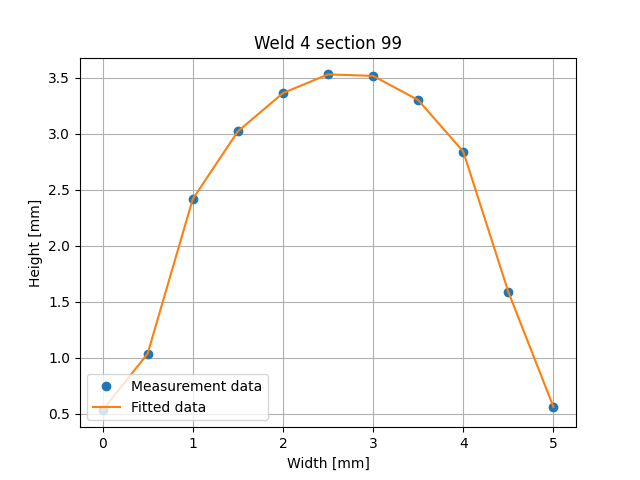 Weld 4 section 99
Height [mm]
3.5
3.0
2.5
2.0
1.5
1.0
0.5
Measurement data
Fitted data
0 1 2 3 4 5
Width [mm]